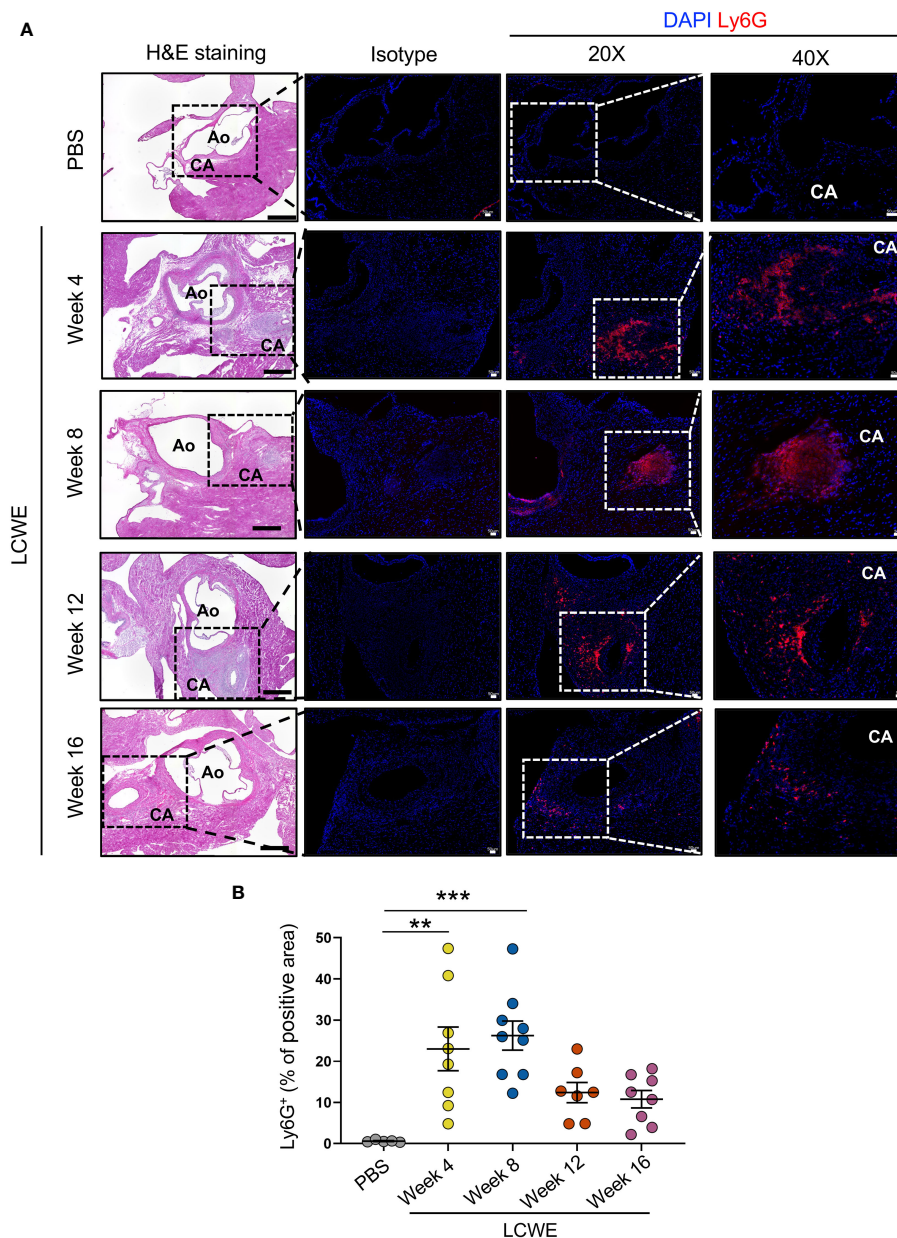 A
DAPI Ly6G
H&E staining
Isotype
20X
40X
PBS
Ao
CA
CA
LCWE
Week 4
Ao
CA
CA
Week 8
Ao
CA
CA
Week 12
Ao
CA
CA
Week 16
Ao
CA
CA
B
***
**
Ly6G+ (% of positive area)
50
40
30
20
10
0
PBS
Week 4
Week 8
Week 12
Week 16
LCWE